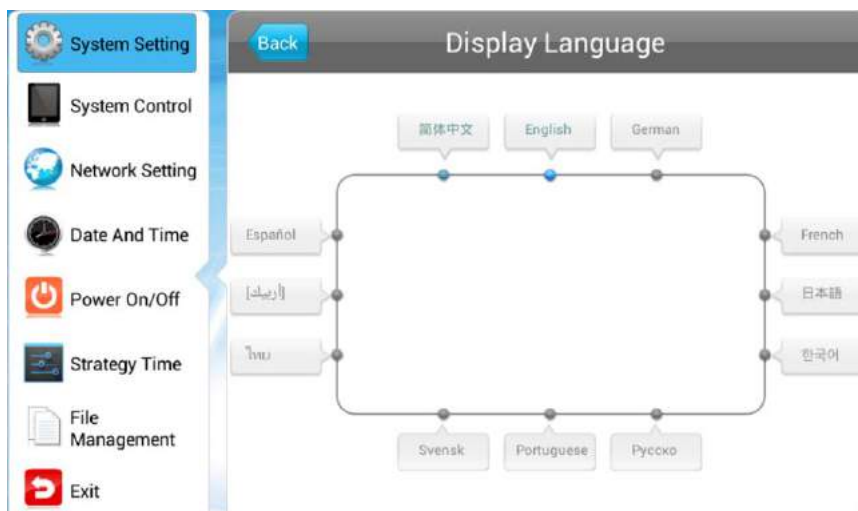 System Setting
System Control
Network Setting
Date And Time
Power On/Off
Strategy Time
File
Management
Exit
Back
Display Language
简体中文
English
German
Español
French
[أربيك]
日本語
ไทย
한국어
Svensk
Portuguese
Русско